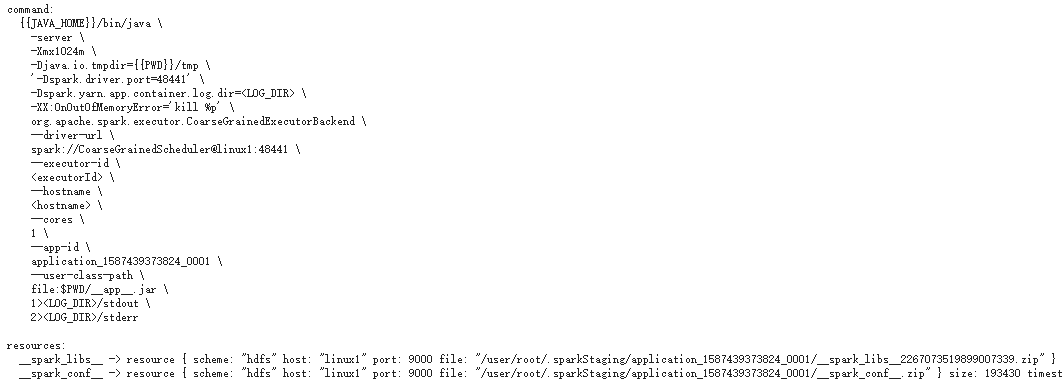 command:
{{JAVA_HOME}}/bin/java \
-server \
-Xmx1024m \
-Djava.io.tmpdir={{PWD}}/tmp \
'-Dspark.driver.port=48441' \
-Dspark.yarn.app.container.log.dir=<LOG_DIR> \
-XX:OnOutOfMemoryError='kill %p' \
org.apache.spark.executor.CoarseGrainedExecutorBackend \
--driver-url \
spark://CoarseGrainedScheduler@linux1:48441 \
--executor-id \
<executorId> \
--hostname \
<hostname> \
--cores \
1 \
--app-id \
application_1587439373824_0001 \
--user-class-path \
file:$PWD/__app__.jar \
1><LOG_DIR>/stdout \
2><LOG_DIR>/stderr
resources:
__spark_libs__ -> resource { scheme: "hdfs" host: "linux1" port: 9000 file: "/user/root/.sparkStaging/application_1587439373824_0001/__spark_libs__2267073519899007339.zip" }
__spark_conf__ -> resource { scheme: "hdfs" host: "linux1" port: 9000 file: "/user/root/.sparkStaging/application_1587439373824_0001/__spark_conf__.zip" } size: 193430 timest